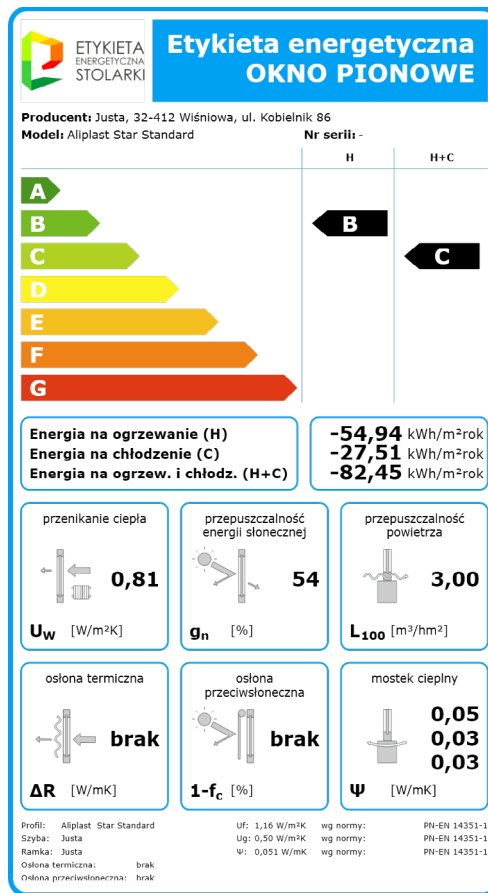 ETYKIETA
ENERGETYCZNA
STOLARKI
Etykieta energetyczna
OKNO PIONOWE
Producent: Justa, 32-412 Wiśniowa, ul. Kobielnik 86
Model: Aliplast Star Standard Nr serii: -
H H+C
A
B B
C C
D
E
F
G
Energia na ogrzewanie (H) -54,94 kWh/m²rok
Energia na chłodzenie (C) -27,51 kWh/m²rok
Energia na ogrzew. i chłodz. (H+C) -82,45 kWh/m²rok
przenikanie ciepła
0,81
Uw [W/m²K]
przepuszczalność
energii słonecznej
54
gn [%]
przepuszczalność
powietrza
3,00
L100 [m³/hm²]
osłona termiczna
brak
ΔR [W/mK]
osłona
przeciwsłoneczna
brak
1-fc [%]
mostek cieplny
0,05
0,03
0,03
Ψ [W/mK]
Profil: Aliplast Star Standard Uf: 1,16 W/m²K wg normy: PN-EN 14351-1
Szyba: Justa Ug: 0,50 W/m²K wg normy: PN-EN 14351-1
Ramka: Justa Ψ: 0,051 W/mK wg normy: PN-EN 14351-1
Osłona termiczna: brak
Osłona przeciwsłoneczna: brak